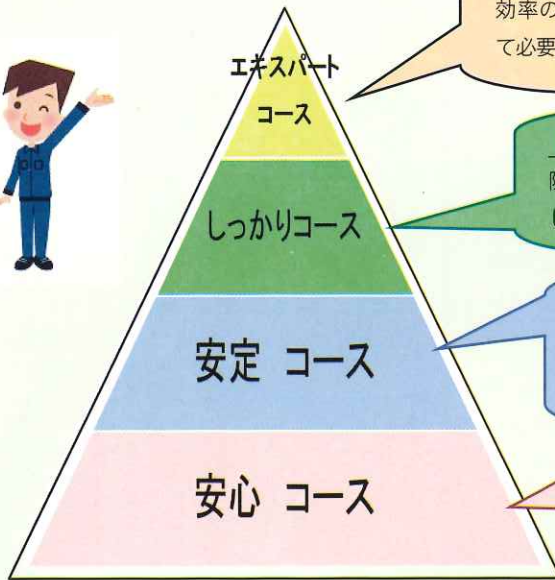 効率の
て必要
エキスパート
コース
しっかりコース
安定 コース
安心 コース